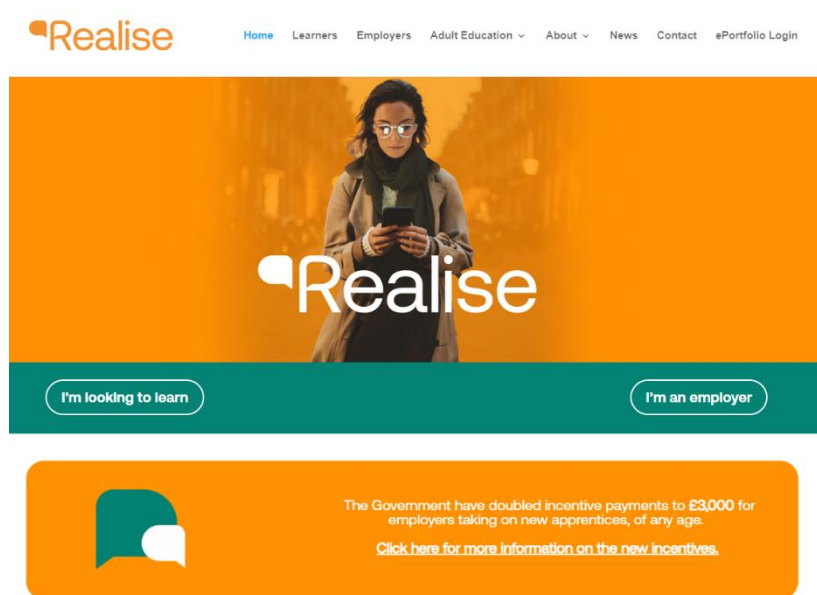 Realise
Home Learners Employers Adult Education About News Contact ePortfolio Login
Realise
I'm looking to learn
I'm an employer
The Government have doubled incentive payments to £3,000 for
employers taking on new apprentices, of any age.
Click here for more information on the new incentives.